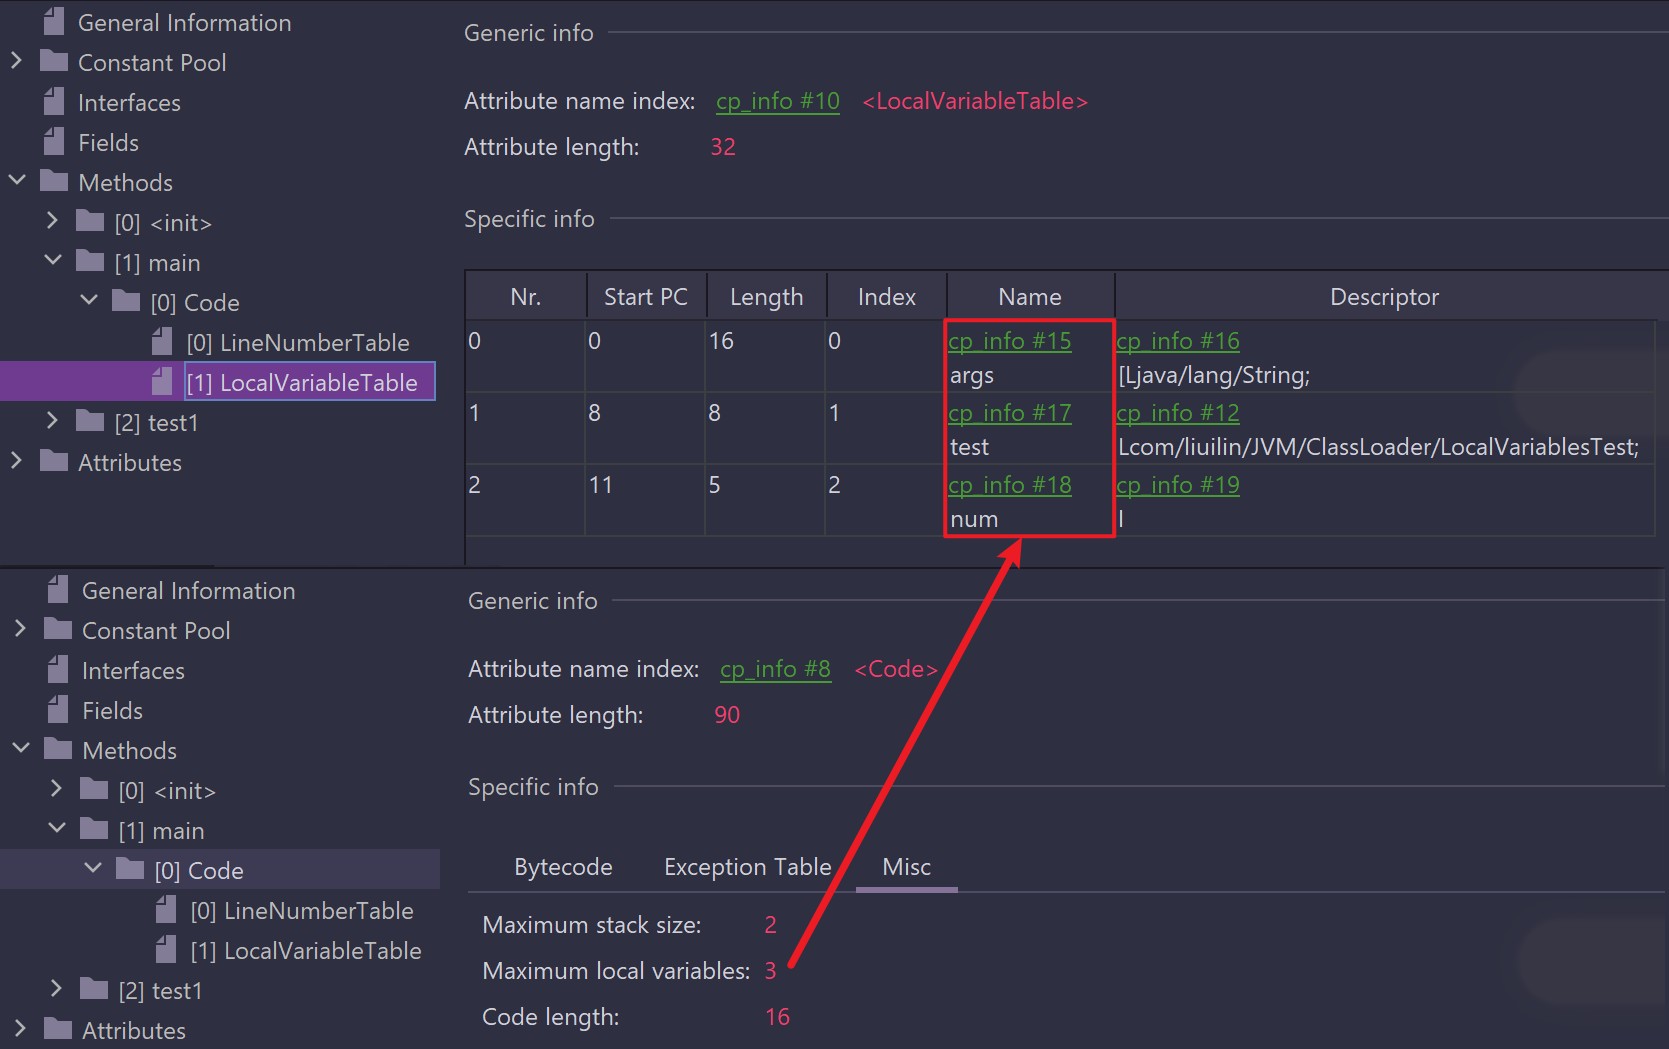 General Information
Constant Pool
Interfaces
Fields
Methods
[0] <init>
[1] main
[0] Code
[0] LineNumberTable
[1] LocalVariableTable
[2] test1
Attributes
Generic info
Attribute name index: cp_info #10 <LocalVariableTable>
Attribute length: 32
Specific info
Nr. Start PC Length Index Name Descriptor
0 0 16 0 cp_info #15 cp_info #16
args [Ljava/lang/String;
1 8 8 1 cp_info #17 cp_info #12
test Lcom/liuilin/JVM/ClassLoader/LocalVariablesTest;
2 11 5 2 cp_info #18 cp_info #19
num I
General Information
Constant Pool
Interfaces
Fields
Methods
[0] <init>
[1] main
[0] Code
[0] LineNumberTable
[1] LocalVariableTable
[2] test1
Attributes
Generic info
Attribute name index: cp_info #8 <Code>
Attribute length: 90
Specific info
Bytecode Exception Table Misc
Maximum stack size: 2
Maximum local variables: 3
Code length: 16